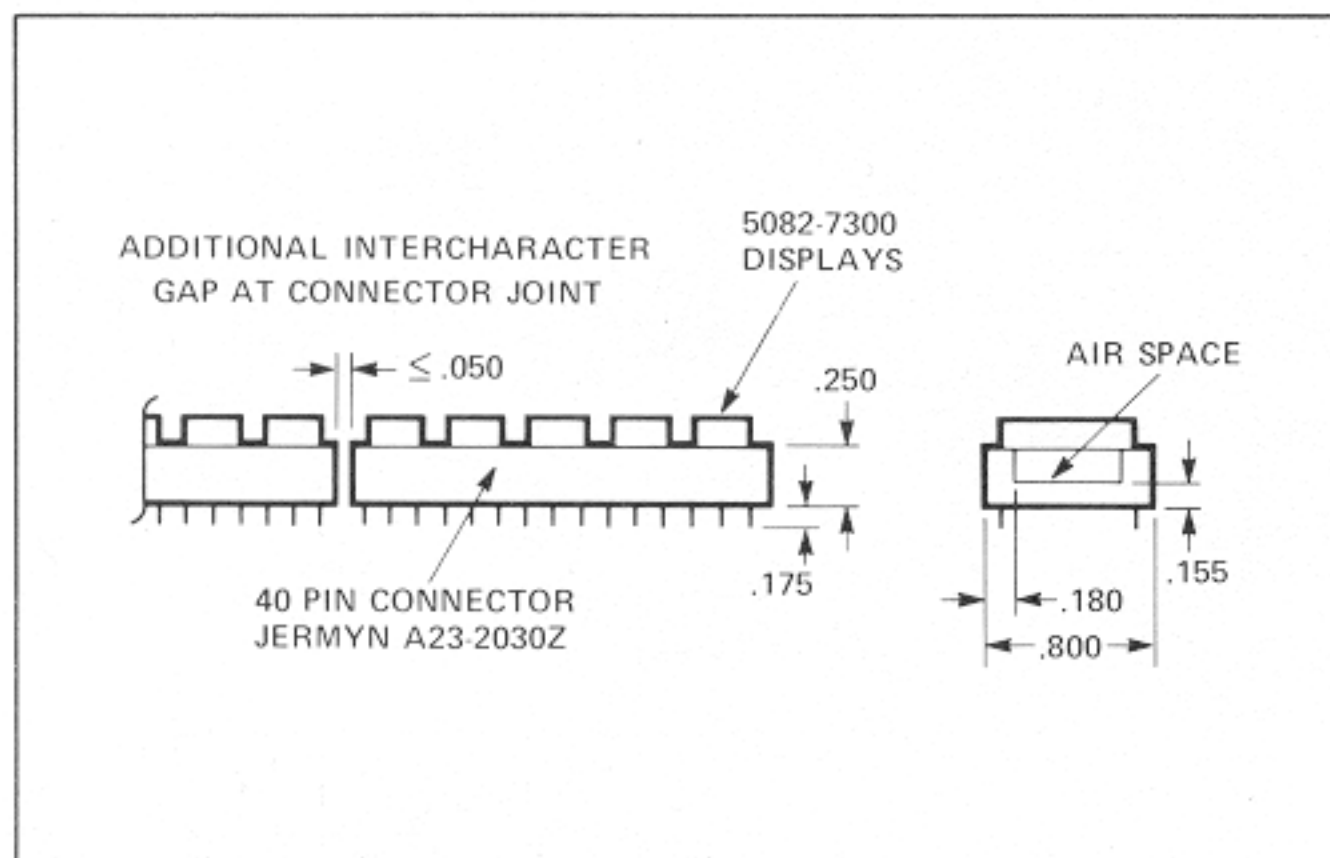 ADDITIONAL INTERCHARACTER
GAP AT CONNECTOR JOINT
≤ .050
5082-7300
DISPLAYS
.250
AIR SPACE
.175
40 PIN CONNECTOR
JERMYN A23-2030Z
.155
.180
.800